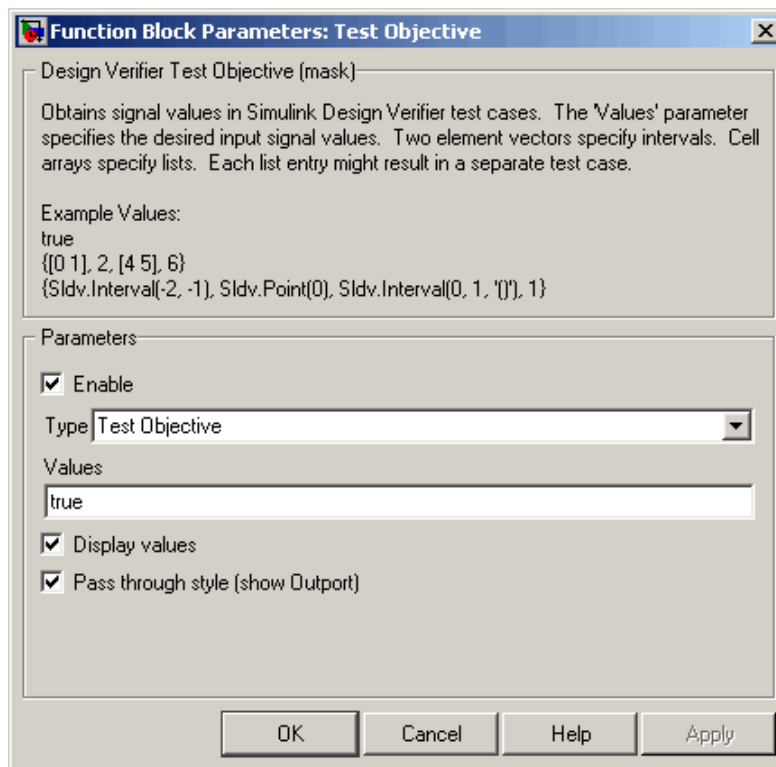 Function Block Parameters: Test Objective
Design Verifier Test Objective (mask)
Obtains signal values in Simulink Design Verifier test cases.  The 'Values' parameter
specifies the desired input signal values.  Two element vectors specify intervals.  Cell
arrays specify lists.  Each list entry might result in a separate test case.
Example Values:
true
{[0 1], 2, [4 5], 6}
{Sldv.Interval(-2, -1), Sldv.Point(0), Sldv.Interval(0, 1, '()'), 1}
Parameters
Enable
Type Test Objective
Values
true
Display values
Pass through style (show Outport)
OK Cancel Help Apply